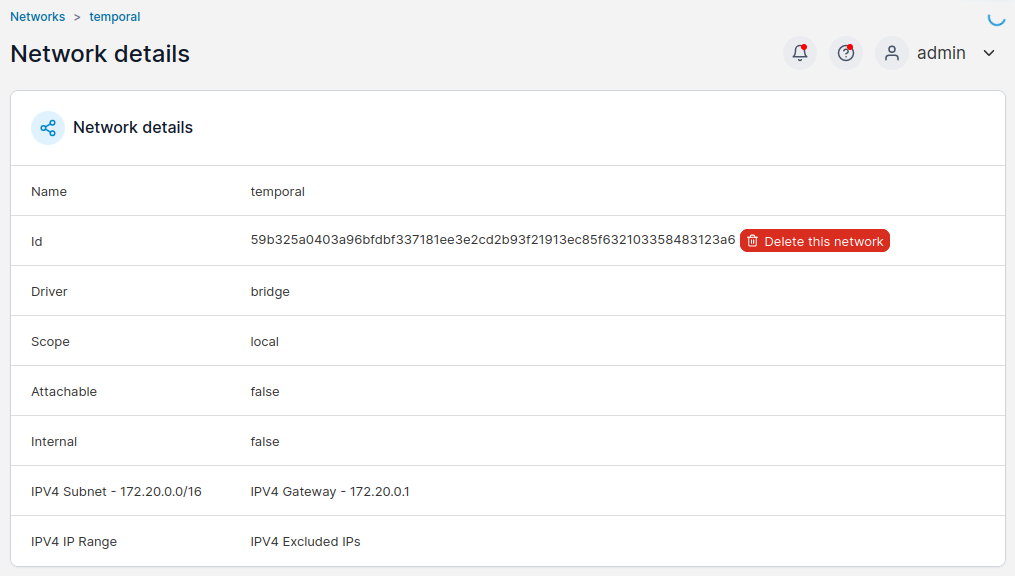 Networks > temporal
Network details
admin
Network details
Name temporal
Id 59b325a0403a96bfdbf337181ee3e2cd2b93f21913ec85f632103358483123a6 Delete this network
Driver bridge
Scope local
Attachable false
Internal false
IPV4 Subnet - 172.20.0.0/16 IPV4 Gateway - 172.20.0.1
IPV4 IP Range IPV4 Excluded IPs